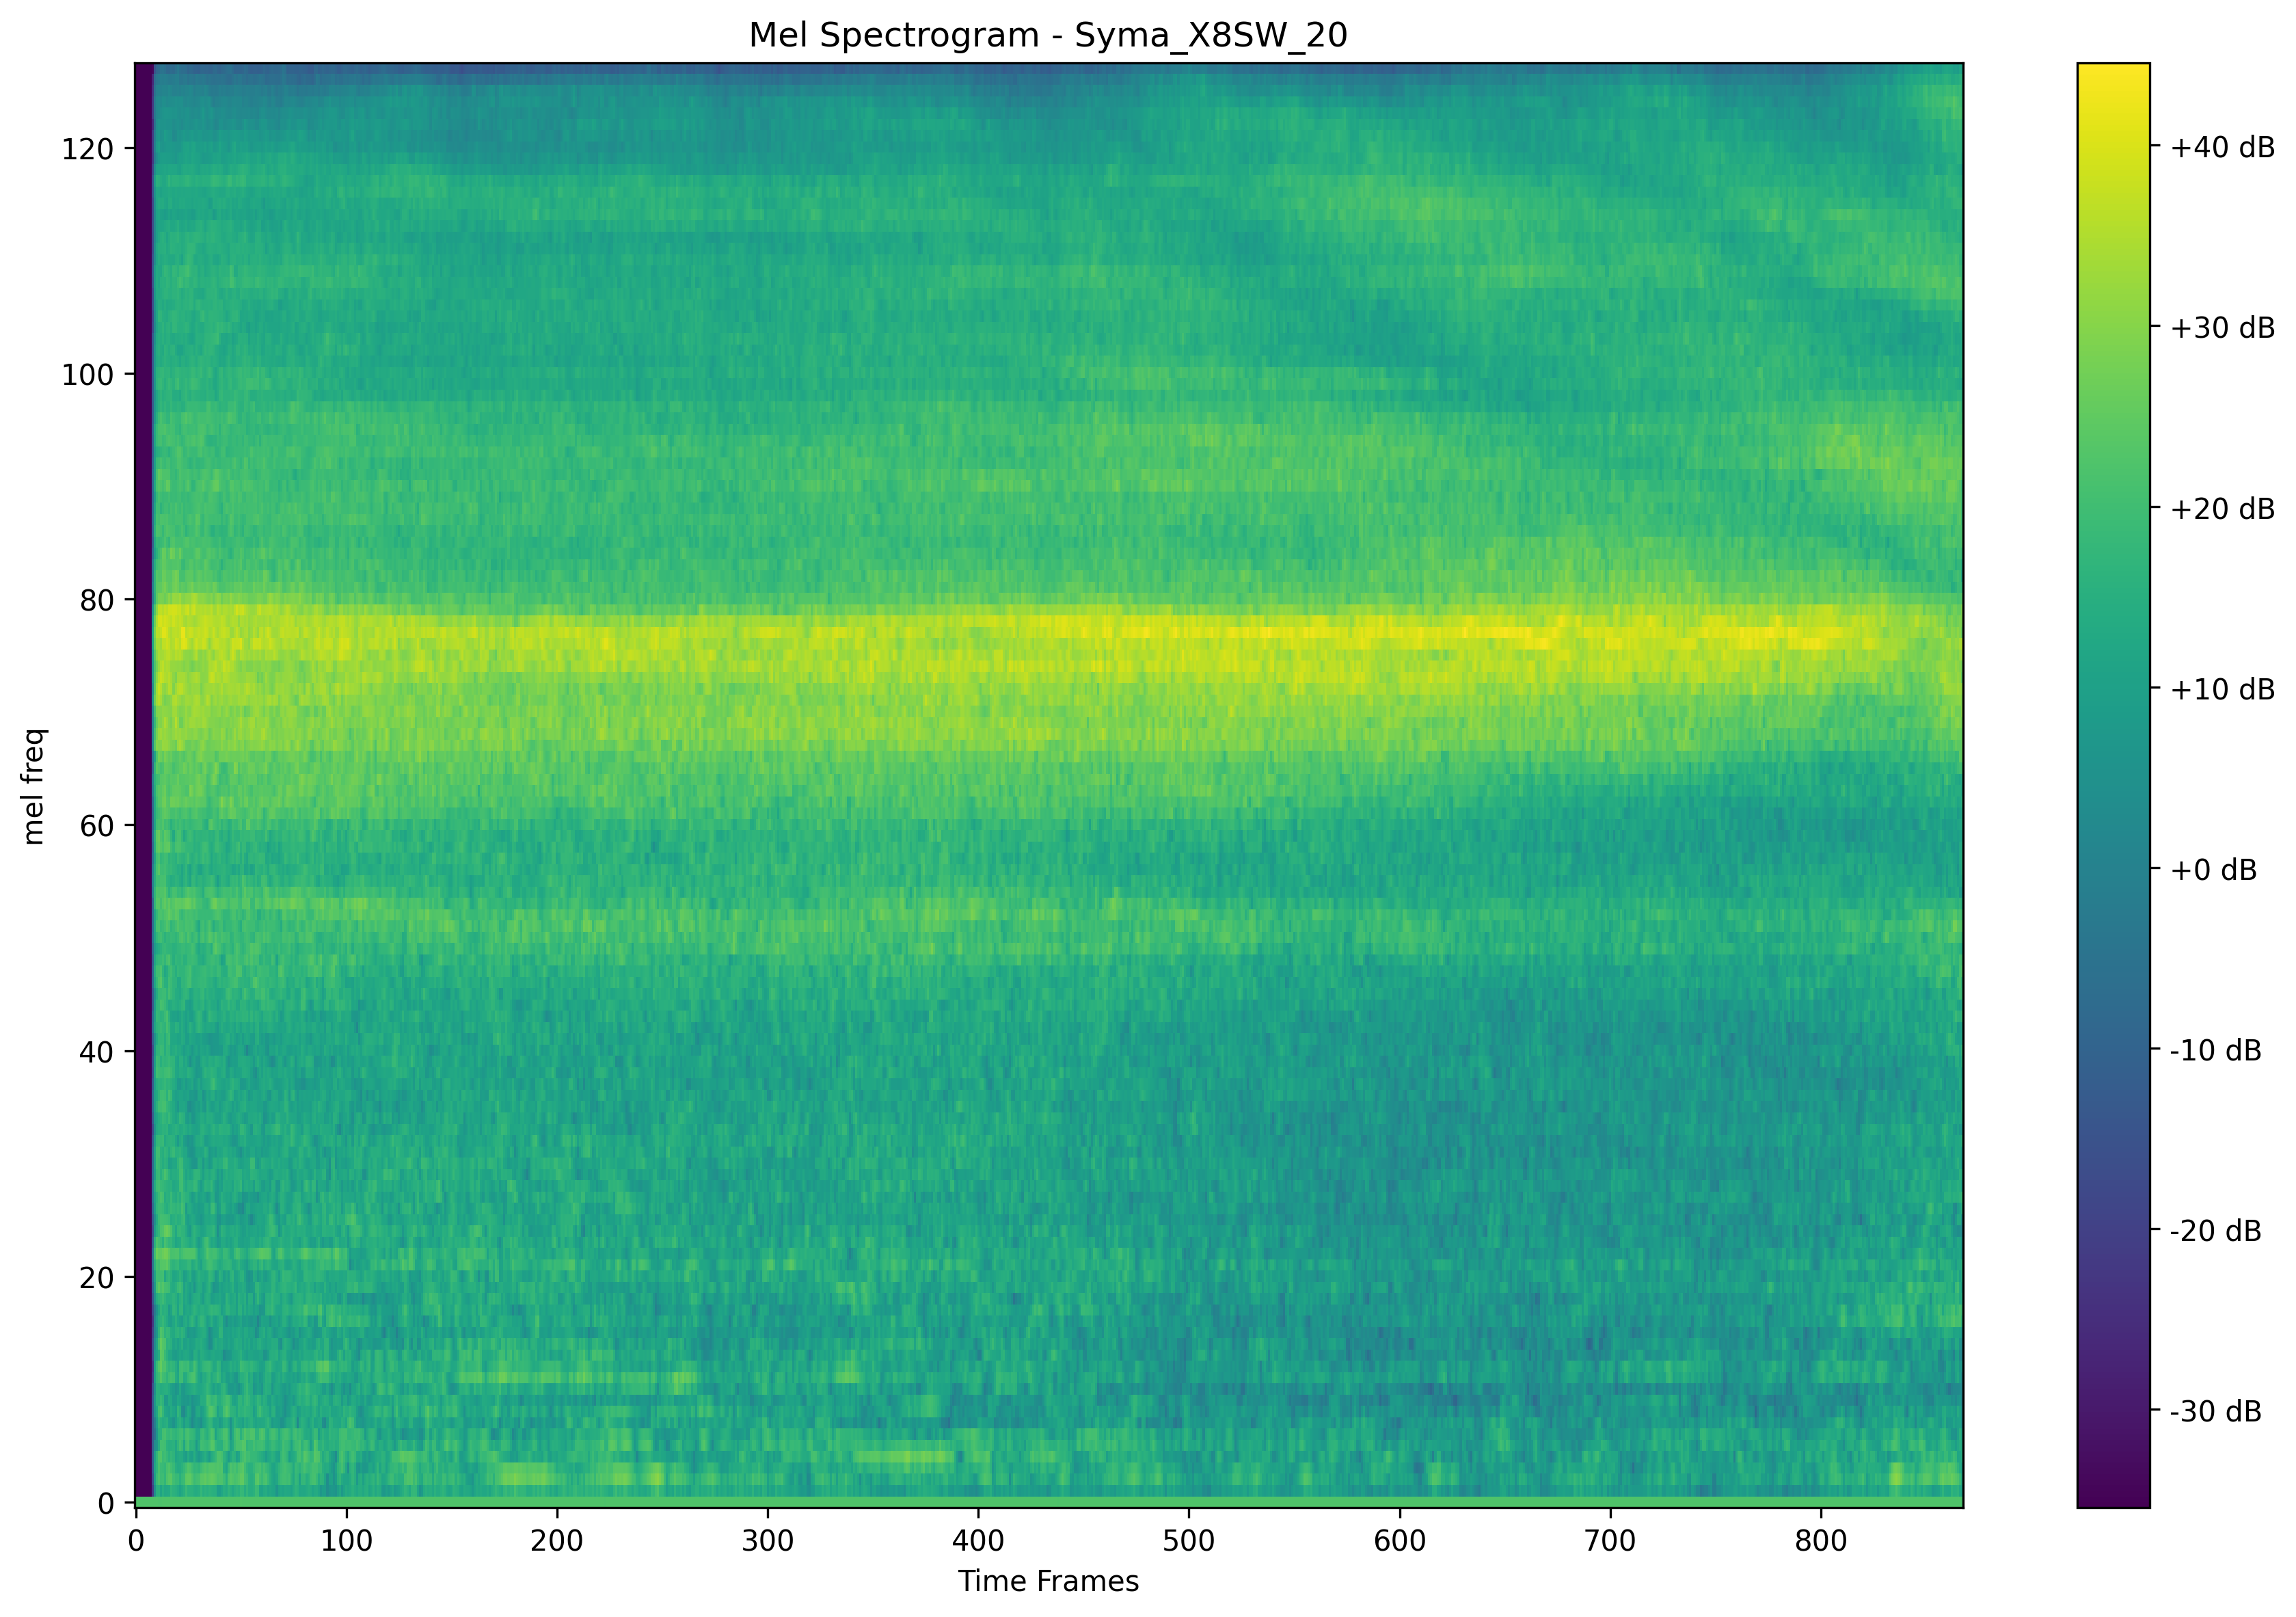 Mel Spectrogram - Syma_X8SW_20
mel freq
120
100
80
60
40
20
0
0 100 200 300 400 500 600 700 800
Time Frames
+40 dB
+30 dB
+20 dB
+10 dB
+0 dB
-10 dB
-20 dB
-30 dB